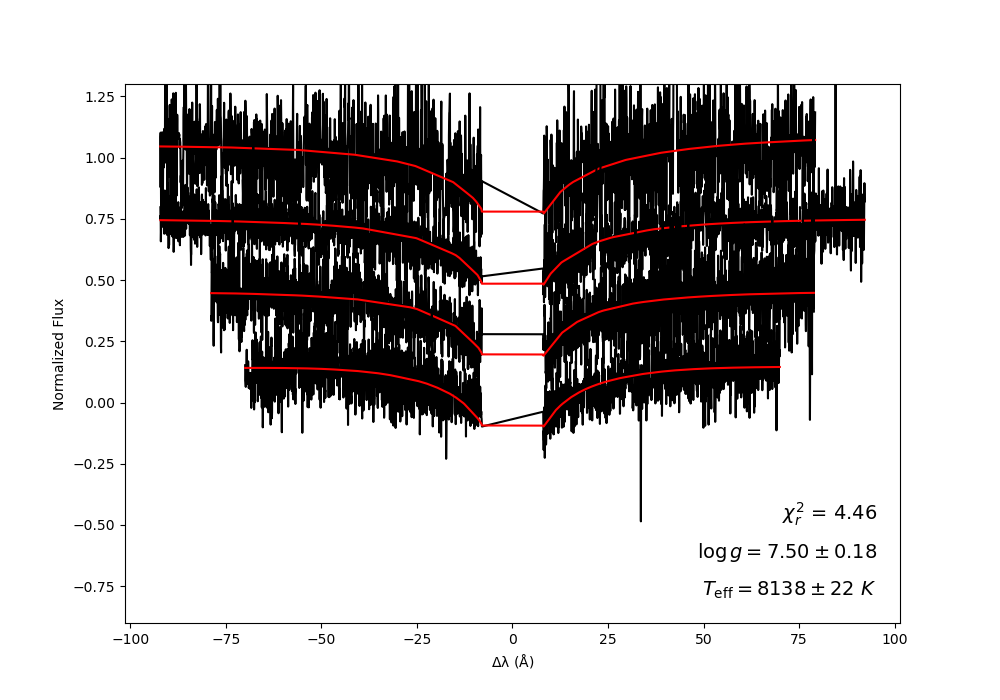 1.25
1.00
0.75
0.50
0.25
0.00
−0.25
−0.50
−0.75
Normalized Flux
χ²ᵣ = 4.46
log g = 7.50 ± 0.18
T_eff = 8138 ± 22 K
−100 −75 −50 −25 0 25 50 75 100
Δλ (Å)